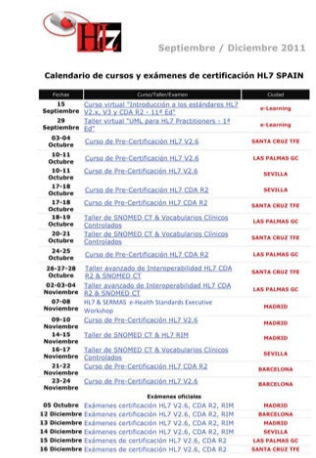 HL7
Septiembre / Diciembre 2011
Calendario de cursos y exámenes de certificación HL7 SPAIN
Fechas Curso/Taller/Examen Ciudad
15 Septiembre Curso virtual "Introducción a los estándares HL7 V2.x, V3 y CDA R2 - 11ª Ed" e-Learning
29 Septiembre Taller virtual "UML para HL7 Practitioners - 1ª Ed" e-Learning
03-04 Octubre Curso de Pre-Certificación HL7 V2.6 SANTA CRUZ TFE
10-11 Octubre Curso de Pre-Certificación HL7 V2.6 LAS PALMAS GC
10-11 Octubre Curso de Pre-Certificación HL7 V2.6 SEVILLA
17-18 Octubre Curso de Pre-Certificación HL7 CDA R2 SEVILLA
17-18 Octubre Curso de Pre-Certificación HL7 CDA R2 SANTA CRUZ TFE
18-19 Octubre Taller de SNOMED CT & Vocabularios Clínicos Controlados LAS PALMAS GC
20-21 Octubre Taller de SNOMED CT & Vocabularios Clínicos Controlados SANTA CRUZ TFE
24-25 Octubre Curso de Pre-Certificación HL7 CDA R2 LAS PALMAS GC
26-27-28 Octubre Taller avanzado de Interoperabilidad HL7 CDA R2 & SNOMED CT SANTA CRUZ TFE
02-03-04 Noviembre Taller avanzado de Interoperabilidad HL7 CDA R2 & SNOMED CT LAS PALMAS GC
07-08 Noviembre HL7 & SERMAS e-Health Standards Executive Workshop MADRID
09-10 Noviembre Curso de Pre-Certificación HL7 V2.6 MADRID
14-15 Noviembre Taller de SNOMED CT & HL7 RIM MADRID
16-17 Noviembre Taller de SNOMED CT & Vocabularios Clínicos Controlados SEVILLA
21-22 Noviembre Curso de Pre-Certificación HL7 CDA R2 BARCELONA
23-24 Noviembre Curso de Pre-Certificación HL7 V2.6 BARCELONA
Exámenes oficiales
05 Octubre Exámenes certificación HL7 V2.6, CDA R2, RIM MADRID
12 Diciembre Exámenes certificación HL7 V2.6, CDA R2, RIM BARCELONA
13 Diciembre Exámenes certificación HL7 V2.6, CDA R2, RIM MADRID
14 Diciembre Exámenes certificación HL7 V2.6, CDA R2, RIM SEVILLA
15 Diciembre Exámenes de certificación HL7 V2.6, CDA R2 LAS PALMAS GC
16 Diciembre Exámenes certificación HL7 V2.6, CDA R2, RIM SANTA CRUZ TFE